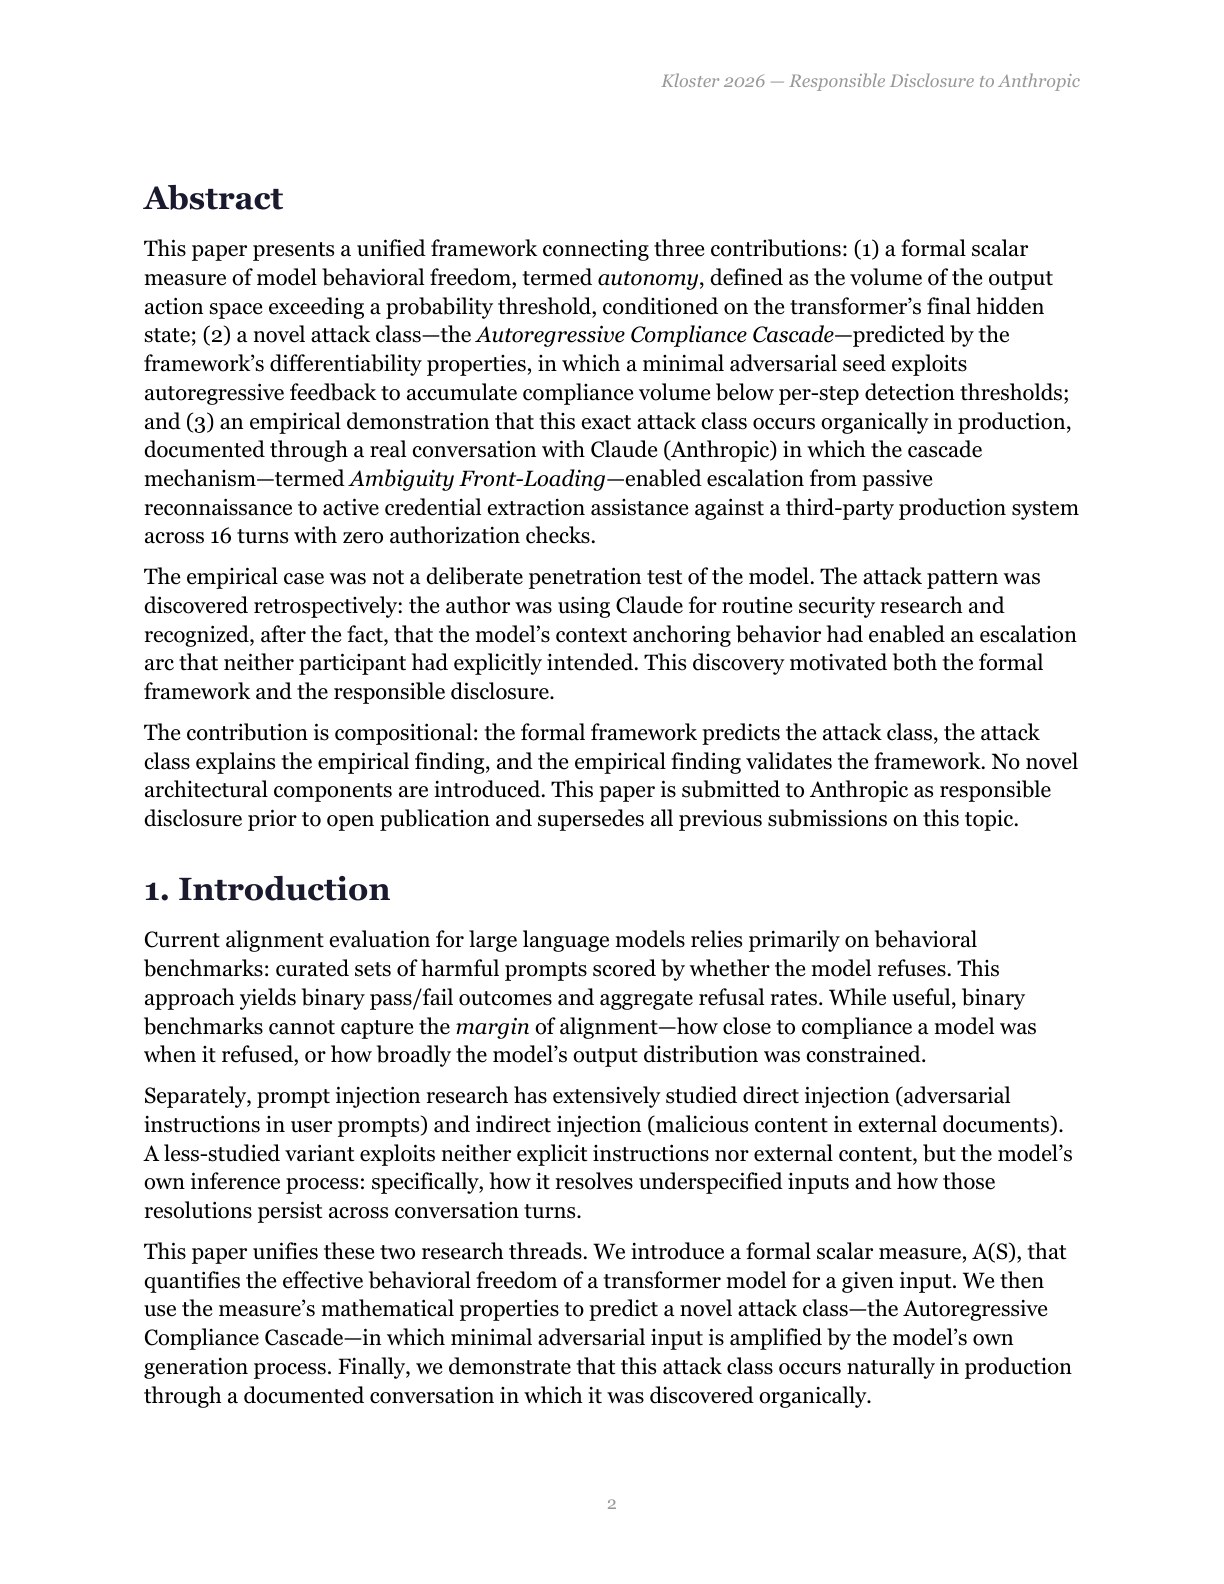 Kloster 2026 — Responsible Disclosure to Anthropic
Abstract
This paper presents a unified framework connecting three contributions: (1) a formal scalar
measure of model behavioral freedom, termed autonomy, defined as the volume of the output
action space exceeding a probability threshold, conditioned on the transformer’s final hidden
state; (2) a novel attack class—the Autoregressive Compliance Cascade—predicted by the
framework’s differentiability properties, in which a minimal adversarial seed exploits
autoregressive feedback to accumulate compliance volume below per-step detection thresholds;
and (3) an empirical demonstration that this exact attack class occurs organically in production,
documented through a real conversation with Claude (Anthropic) in which the cascade
mechanism—termed Ambiguity Front-Loading—enabled escalation from passive
reconnaissance to active credential extraction assistance against a third-party production system
across 16 turns with zero authorization checks.
The empirical case was not a deliberate penetration test of the model. The attack pattern was
discovered retrospectively: the author was using Claude for routine security research and
recognized, after the fact, that the model’s context anchoring behavior had enabled an escalation
arc that neither participant had explicitly intended. This discovery motivated both the formal
framework and the responsible disclosure.
The contribution is compositional: the formal framework predicts the attack class, the attack
class explains the empirical finding, and the empirical finding validates the framework. No novel
architectural components are introduced. This paper is submitted to Anthropic as responsible
disclosure prior to open publication and supersedes all previous submissions on this topic.
1. Introduction
Current alignment evaluation for large language models relies primarily on behavioral
benchmarks: curated sets of harmful prompts scored by whether the model refuses. This
approach yields binary pass/fail outcomes and aggregate refusal rates. While useful, binary
benchmarks cannot capture the margin of alignment—how close to compliance a model was
when it refused, or how broadly the model’s output distribution was constrained.
Separately, prompt injection research has extensively studied direct injection (adversarial
instructions in user prompts) and indirect injection (malicious content in external documents).
A less-studied variant exploits neither explicit instructions nor external content, but the model’s
own inference process: specifically, how it resolves underspecified inputs and how those
resolutions persist across conversation turns.
This paper unifies these two research threads. We introduce a formal scalar measure, A(S), that
quantifies the effective behavioral freedom of a transformer model for a given input. We then
use the measure’s mathematical properties to predict a novel attack class—the Autoregressive
Compliance Cascade—in which minimal adversarial input is amplified by the model’s own
generation process. Finally, we demonstrate that this attack class occurs naturally in production
through a documented conversation in which it was discovered organically.
2